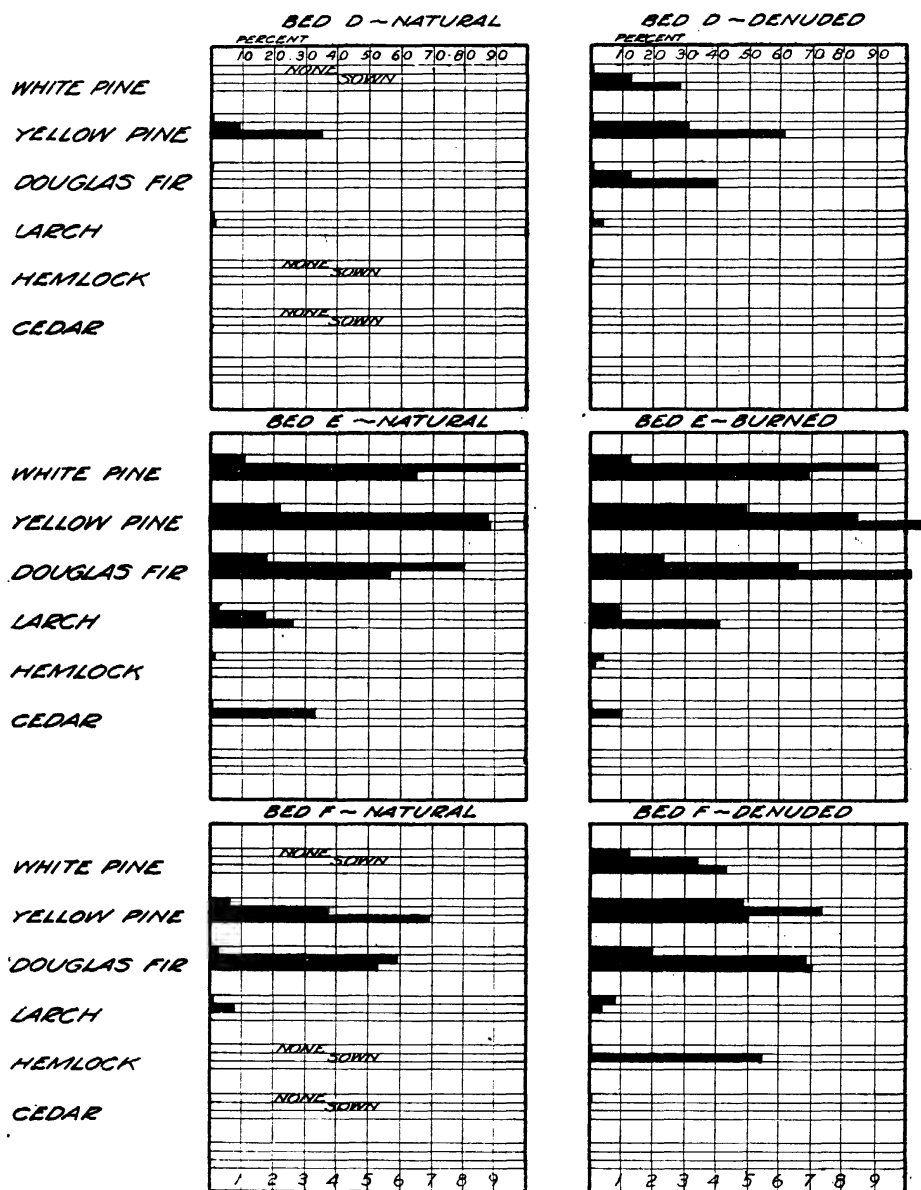 BED D ~ NATURAL
PERCENT
10 20 30 40 50 60 70 80 90
BED D ~ DENUDED
PERCENT
10 20 30 40 50 60 70 80 90
WHITE PINE
NONE SOWN
YELLOW PINE
DOUGLAS FIR
LARCH
HEMLOCK
NONE SOWN
CEDAR
NONE SOWN
BED E ~ NATURAL
BED E ~ BURNED
WHITE PINE
YELLOW PINE
DOUGLAS FIR
LARCH
HEMLOCK
CEDAR
BED F ~ NATURAL
BED F ~ DENUDED
WHITE PINE
NONE SOWN
YELLOW PINE
DOUGLAS FIR
LARCH
HEMLOCK
NONE SOWN
CEDAR
NONE SOWN
1 2 3 4 5 6 7 8 9
1 2 3 4 5 6 7 8 9